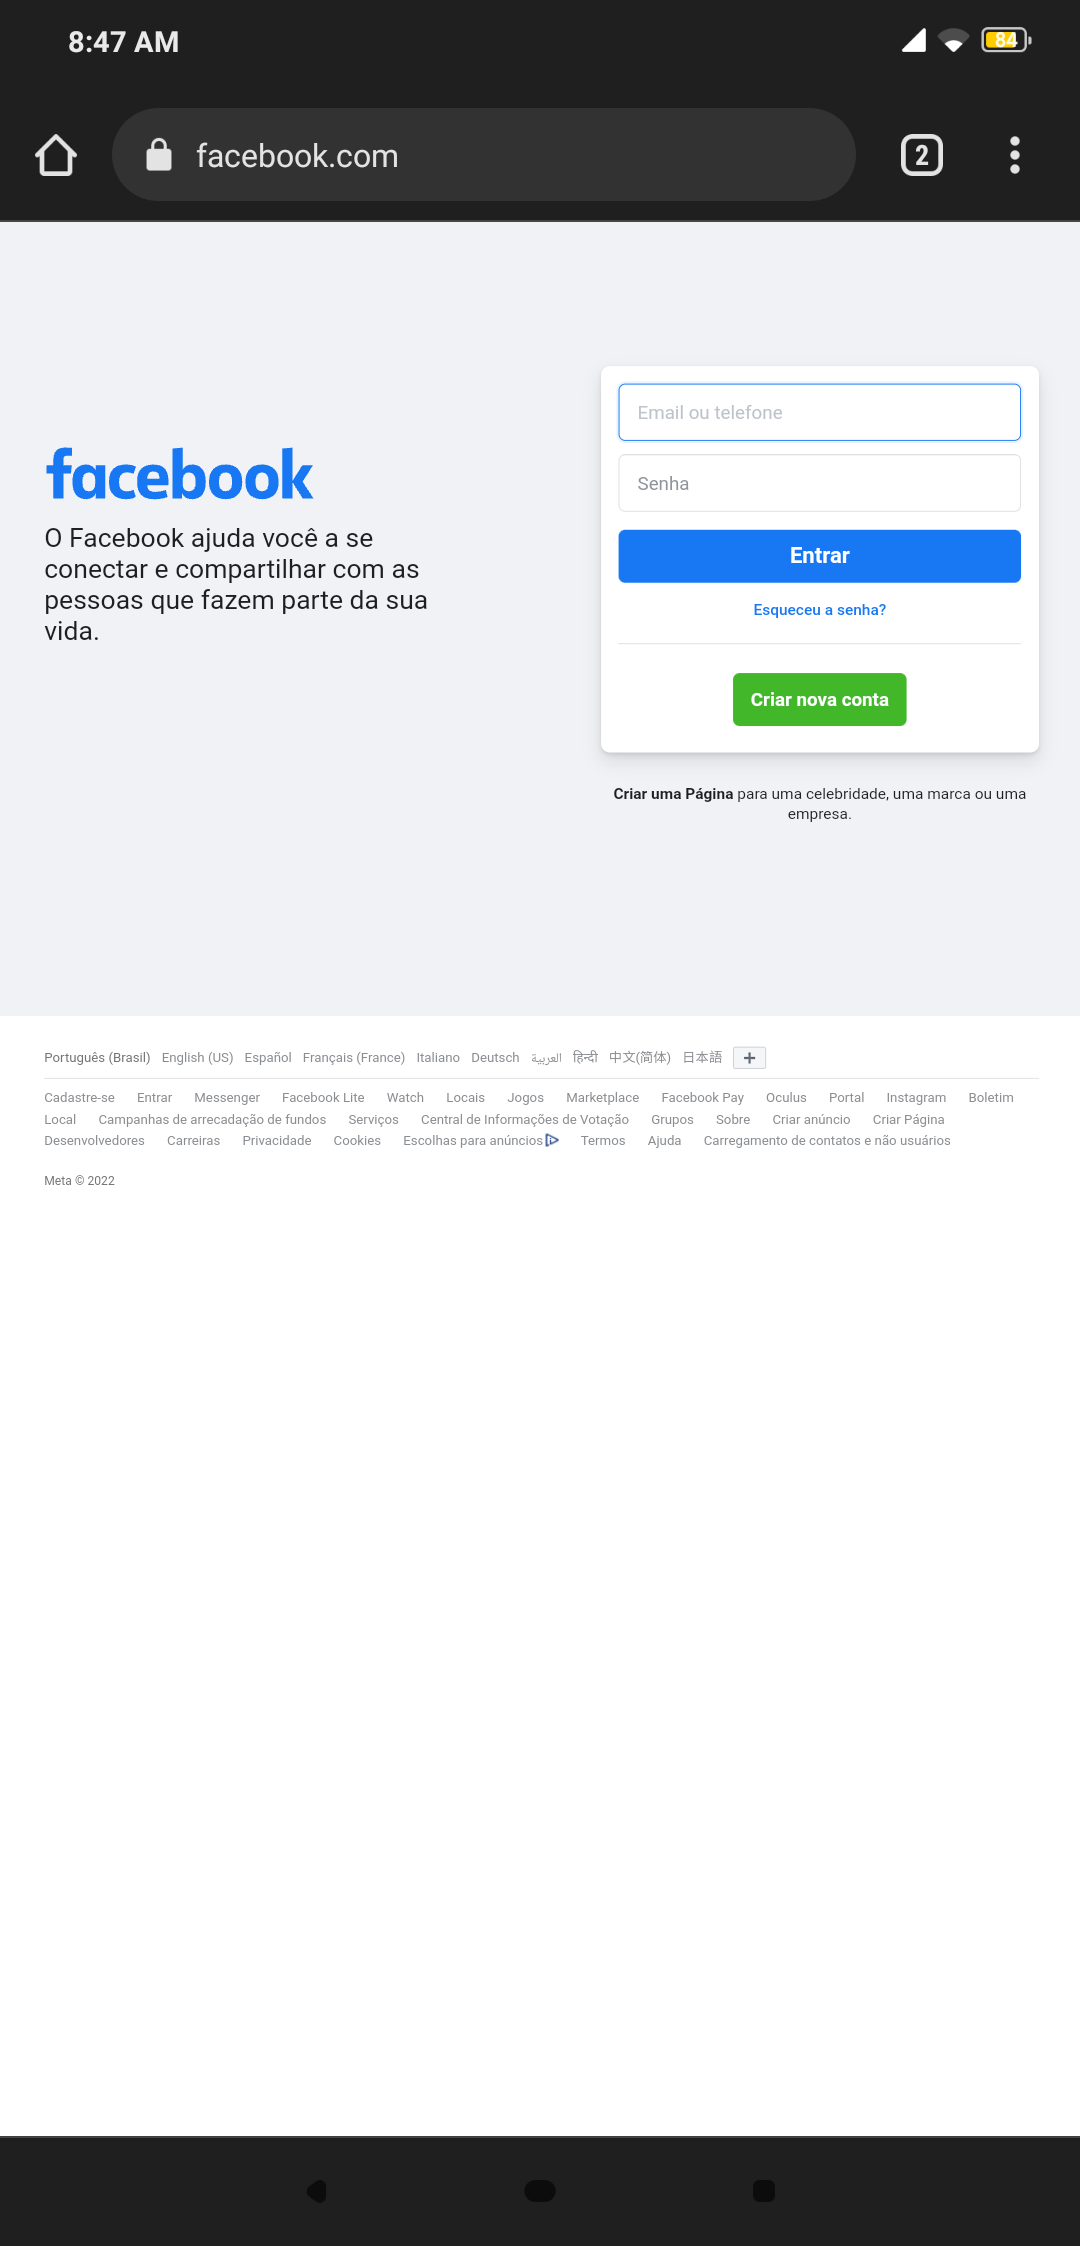 8:47 AM
84
facebook.com
2
facebook
O Facebook ajuda você a se
conectar e compartilhar com as
pessoas que fazem parte da sua
vida.
Email ou telefone
Senha
Entrar
Esqueceu a senha?
Criar nova conta
Criar uma Página para uma celebridade, uma marca ou uma
empresa.
Português (Brasil) English (US) Español Français (France) Italiano Deutsch العربية हिन्दी 中文(简体) 日本語
Cadastre-se Entrar Messenger Facebook Lite Watch Locais Jogos Marketplace Facebook Pay Oculus Portal Instagram Boletim
Local Campanhas de arrecadação de fundos Serviços Central de Informações de Votação Grupos Sobre Criar anúncio Criar Página
Desenvolvedores Carreiras Privacidade Cookies Escolhas para anúncios Termos Ajuda Carregamento de contatos e não usuários
Meta © 2022